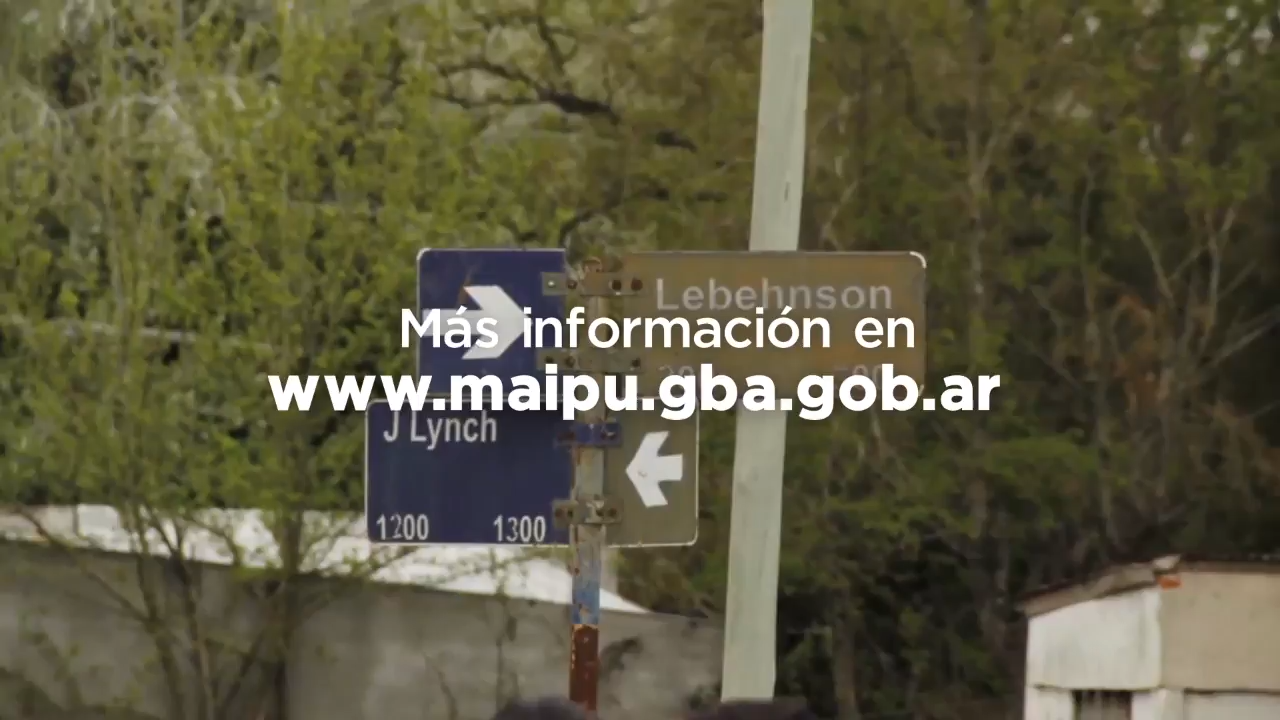 Lebehnson
Más información en
www.maipu.gba.gob.ar
J Lynch
1200 1300